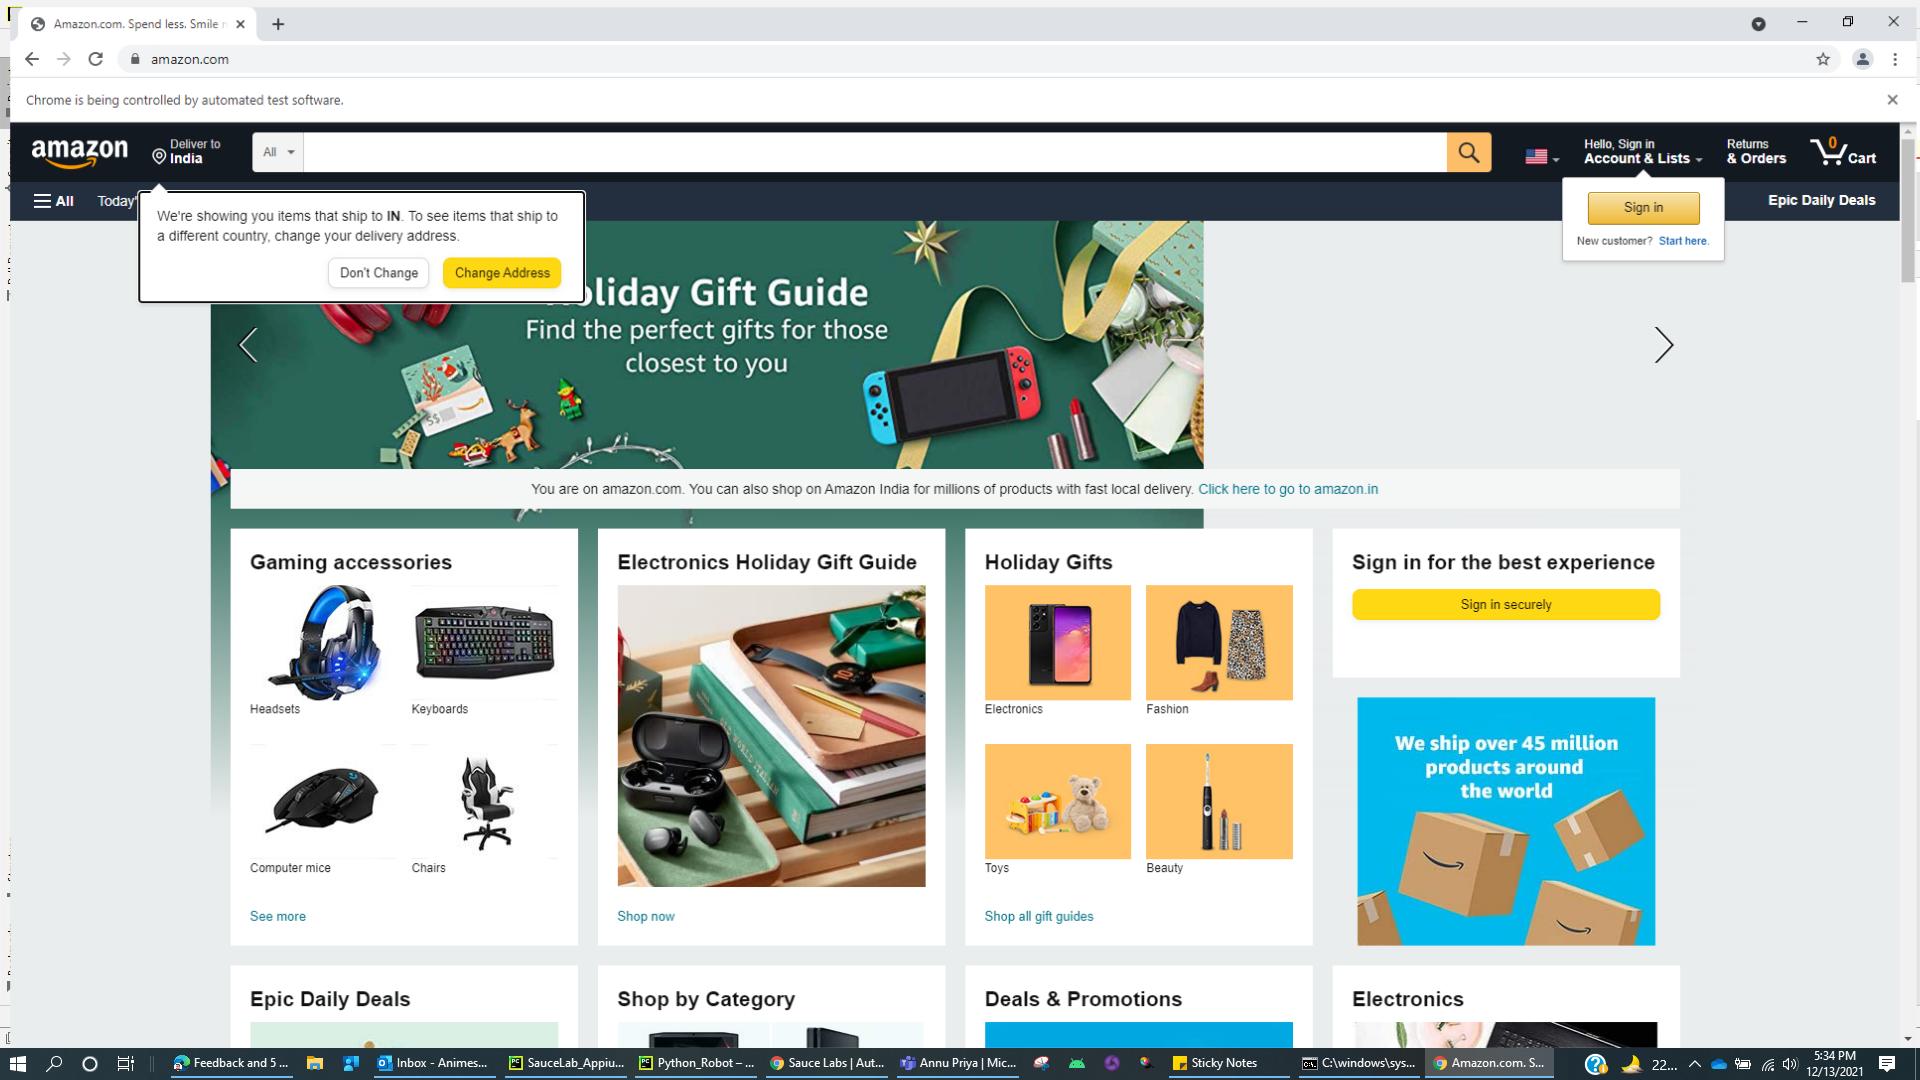 Amazon.com. Spend less. Smile
amazon.com
Chrome is being controlled by automated test software.
amazon
Deliver to
India
All
Hello, Sign in
Account & Lists
Returns
& Orders
0
Cart
All
Today'
Epic Daily Deals
We're showing you items that ship to IN. To see items that ship to
a different country, change your delivery address.
Don't Change
Change Address
Sign in
New customer? Start here.
oliday Gift Guide
Find the perfect gifts for those
closest to you
S$
You are on amazon.com. You can also shop on Amazon India for millions of products with fast local delivery. Click here to go to amazon.in
Gaming accessories
Headsets
Keyboards
Computer mice
Chairs
See more
Electronics Holiday Gift Guide
Shop now
Holiday Gifts
Electronics
Fashion
Toys
Beauty
Shop all gift guides
Sign in for the best experience
Sign in securely
We ship over 45 million
products around
the world
Epic Daily Deals
Shop by Category
Deals & Promotions
Electronics
Feedback and 5 ...
Inbox - Animes...
SauceLab_Appiu...
Python_Robot – ...
Sauce Labs | Aut...
Annu Priya | Mic...
Sticky Notes
C:\windows\sys...
Amazon.com. S...
22...
5:34 PM
12/13/2021